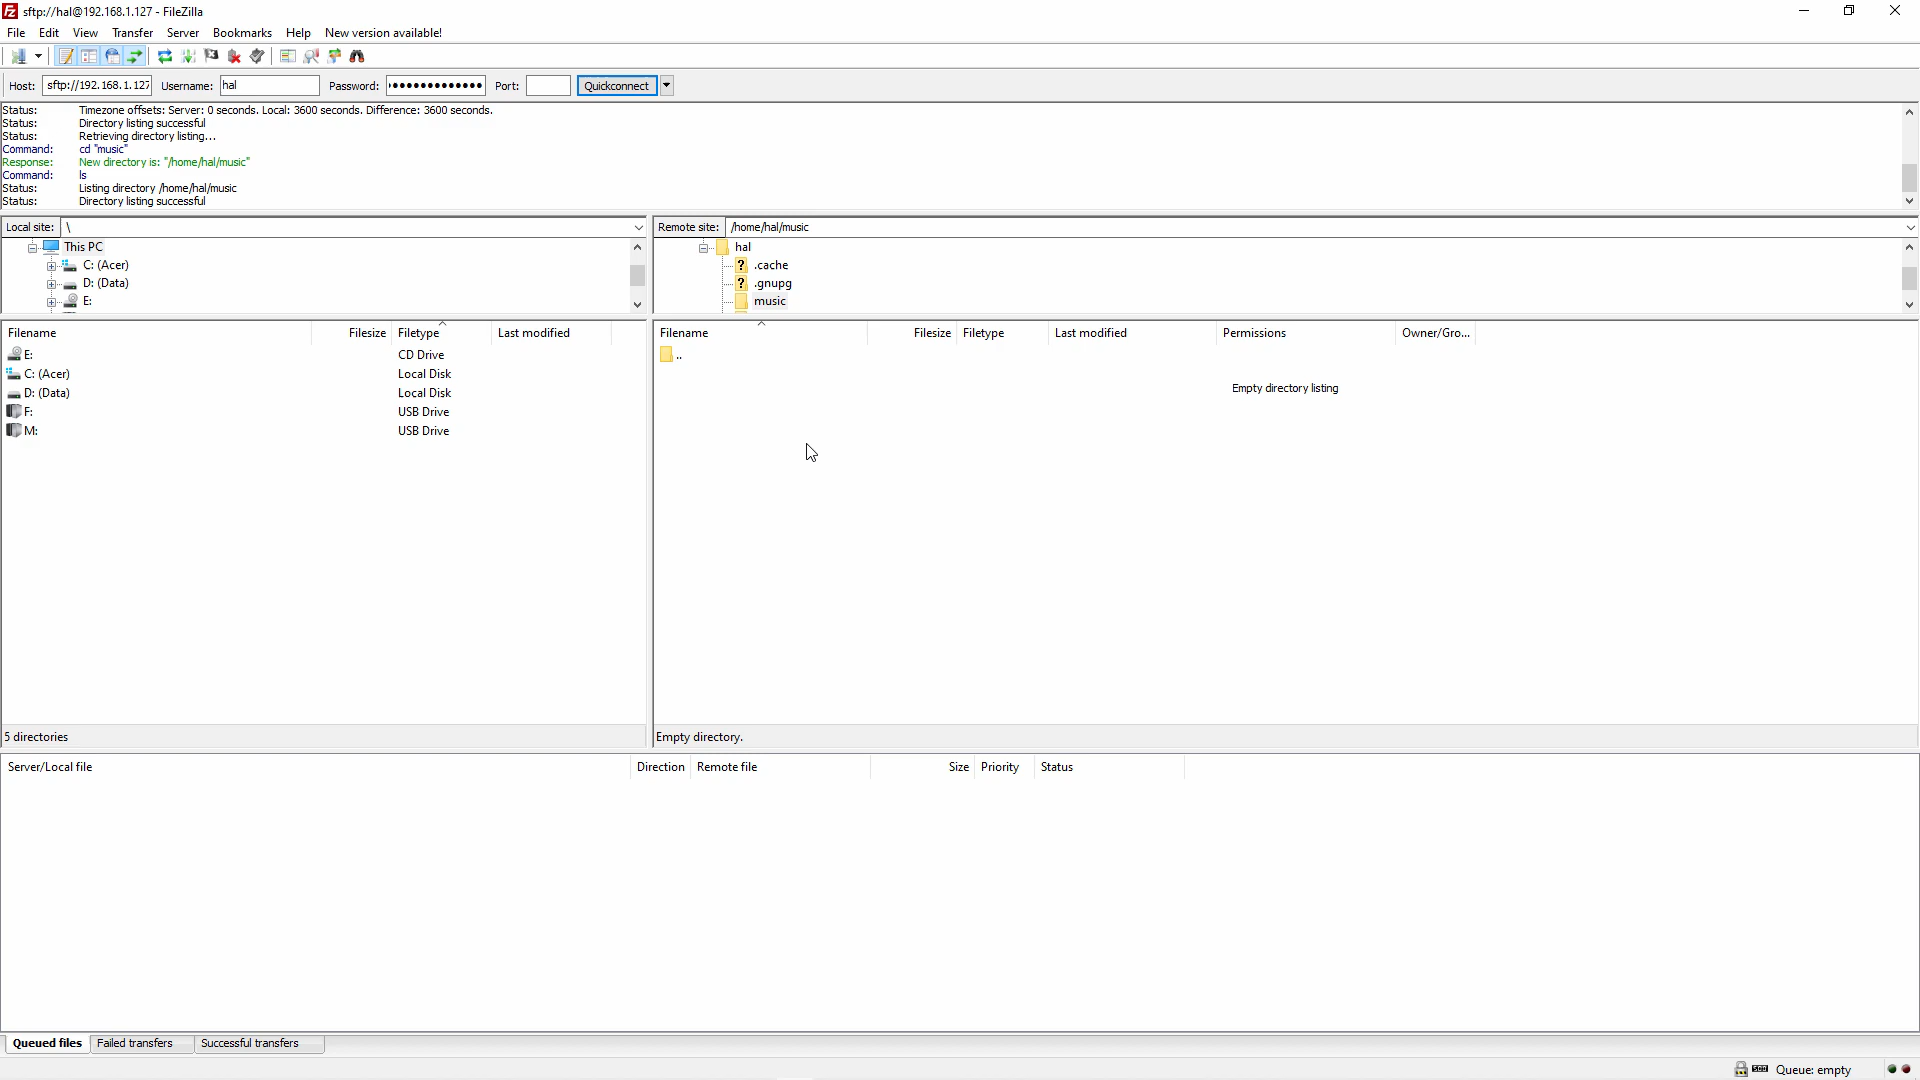 sftp://hal@192.168.1.127 - FileZilla
File Edit View Transfer Server Bookmarks Help New version available!
Host: sftp://192.168.1.127 Username: hal Password: ●●●●●●●●●●●●●● Port: Quickconnect
Status: Timezone offsets: Server: 0 seconds. Local: 3600 seconds. Difference: 3600 seconds.
Status: Directory listing successful
Status: Retrieving directory listing...
Command: cd "music"
Response: New directory is: "/home/hal/music"
Command: ls
Status: Listing directory /home/hal/music
Status: Directory listing successful
Local site: \
This PC
C: (Acer)
D: (Data)
E:
Filename Filesize Filetype Last modified
E: CD Drive
C: (Acer) Local Disk
D: (Data) Local Disk
F: USB Drive
M: USB Drive
5 directories
Remote site: /home/hal/music
hal
? .cache
? .gnupg
music
Filename Filesize Filetype Last modified Permissions Owner/Gro...
..
Empty directory listing
Empty directory.
Server/Local file Direction Remote file Size Priority Status
Queued files Failed transfers Successful transfers
Queue: empty